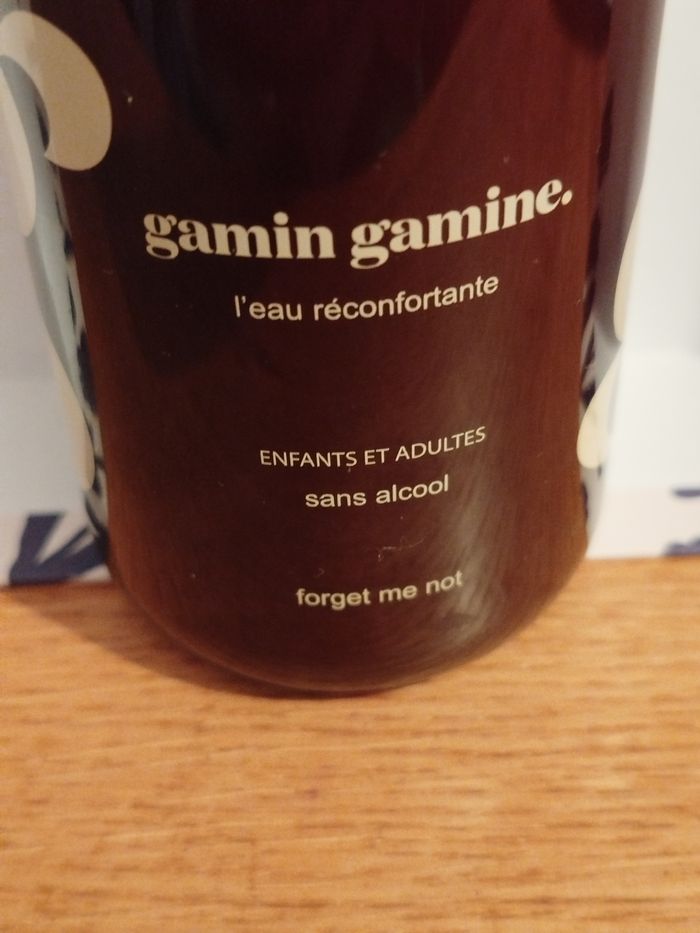 gamin gamine.
l'eau réconfortante
ENFANTS ET ADULTES
sans alcool
forget me not